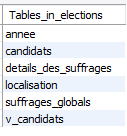 Tables_in_elections
annee
candidats
details_des_suffrages
localisation
suffrages_globals
v_candidats